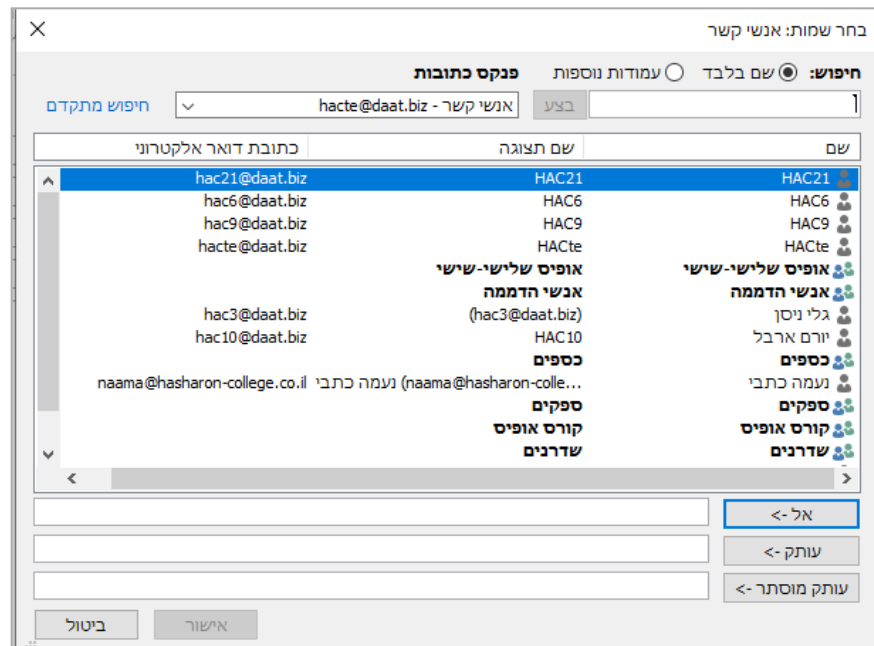 בחר שמות: אנשי קשר
חיפוש: שם בלבד עמודות נוספות פנקס כתובות
בצע אנשי קשר - hacte@daat.biz חיפוש מתקדם
שם שם תצוגה כתובת דואר אלקטרוני
HAC21 HAC21 hac21@daat.biz
HAC6 HAC6 hac6@daat.biz
HAC9 HAC9 hac9@daat.biz
HACte HACte hacte@daat.biz
אופיס שלישי-שישי אופיס שלישי-שישי
אנשי הדממה אנשי הדממה
גלי ניסן (hac3@daat.biz) hac3@daat.biz
יורם ארבל HAC10 hac10@daat.biz
כספים כספים
נעמה כתבי נעמה כתבי (naama@hasharon-colle... naama@hasharon-college.co.il
ספקים ספקים
קורס אופיס קורס אופיס
שדרנים שדרנים
אל ->
עותק ->
עותק מוסתר ->
אישור ביטול